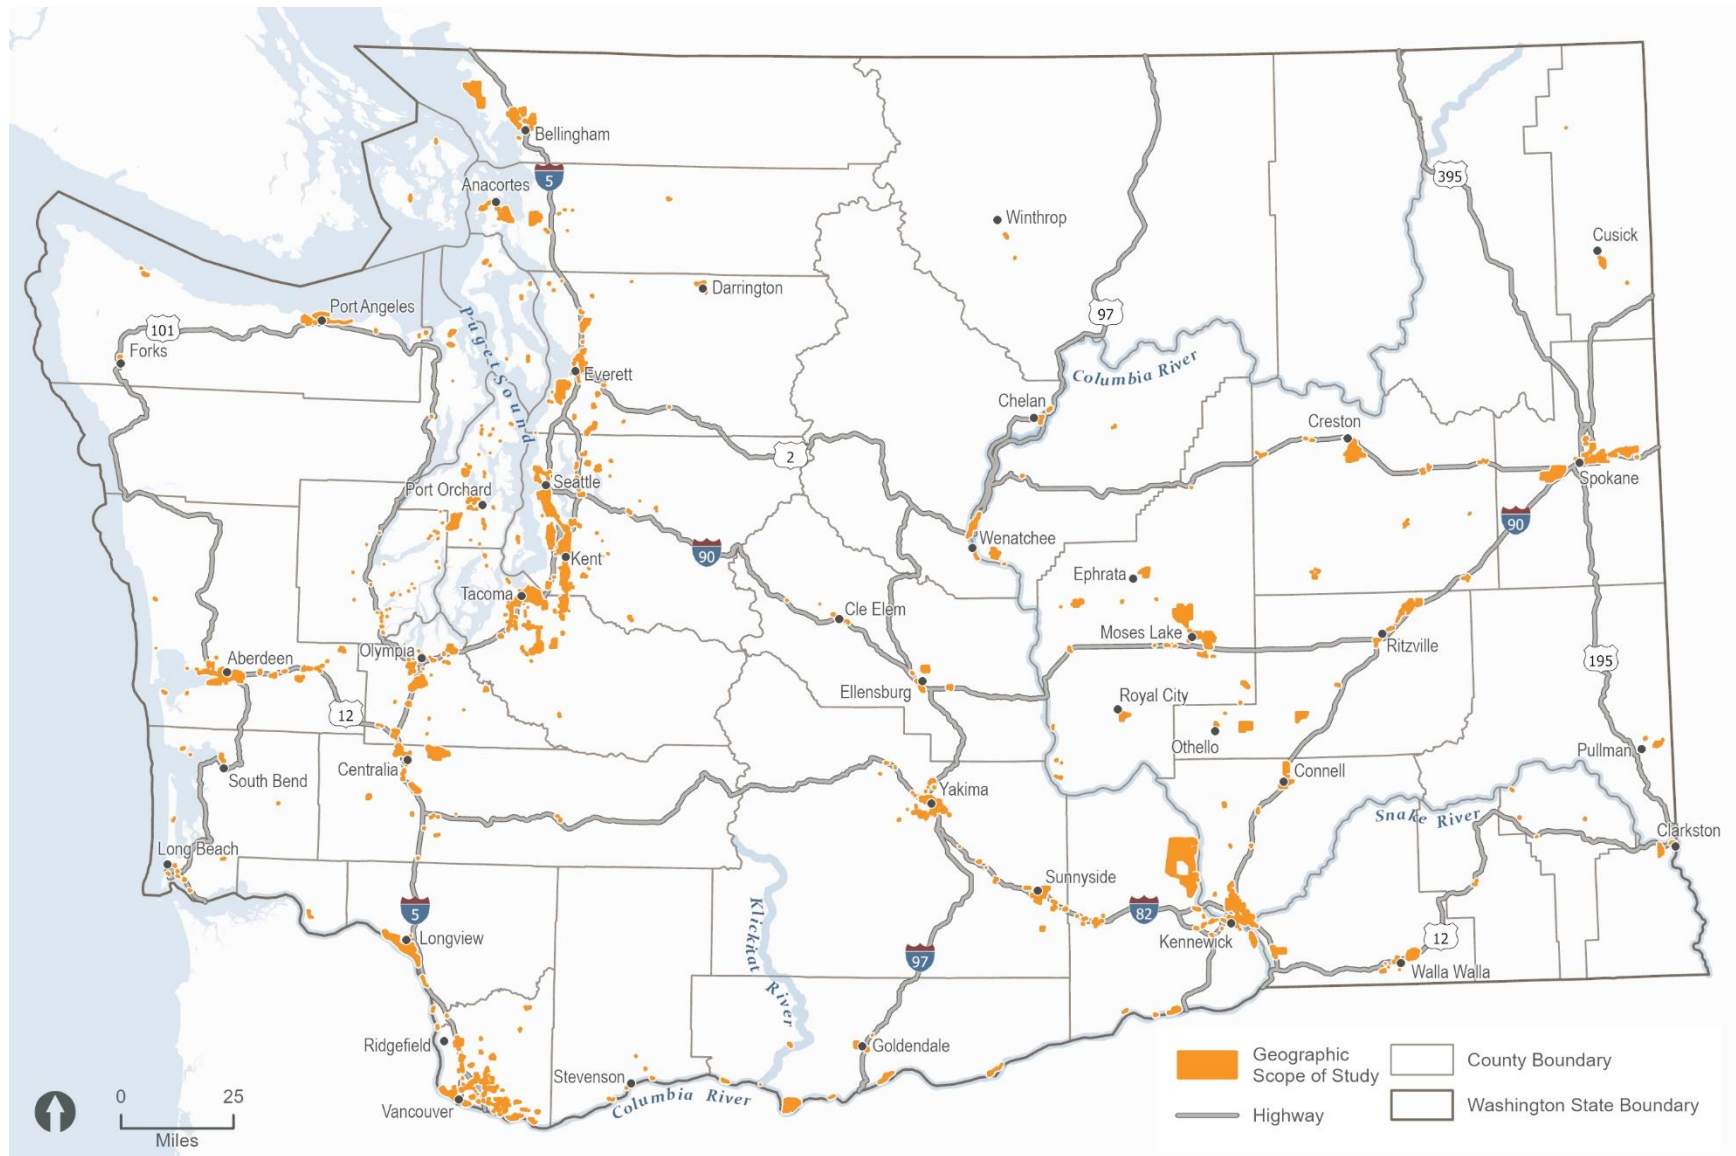 Bellingham
5
Anacortes
395
Winthrop
Cusick
Darrington
Port Angeles
Puget Sound
97
101
Forks
Everett
Columbia River
Chelan
Creston
2
Port Orchard
Seattle
Spokane
90
Wenatchee
90
Kent
Ephrata
Tacoma
Cle Elem
Moses Lake
Ritzville
Olympia
Aberdeen
195
Ellensburg
Royal City
12
Othello
Pullman
South Bend
Centralia
Connell
Yakima
Snake River
Clarkston
Long Beach
Sunnyside
5
82
Klickitat River
Longview
Kennewick
12
97
Walla Walla
Ridgefield
Goldendale
Stevenson
Vancouver
Columbia River
0 25
Miles
Geographic
Scope of Study
Highway
County Boundary
Washington State Boundary